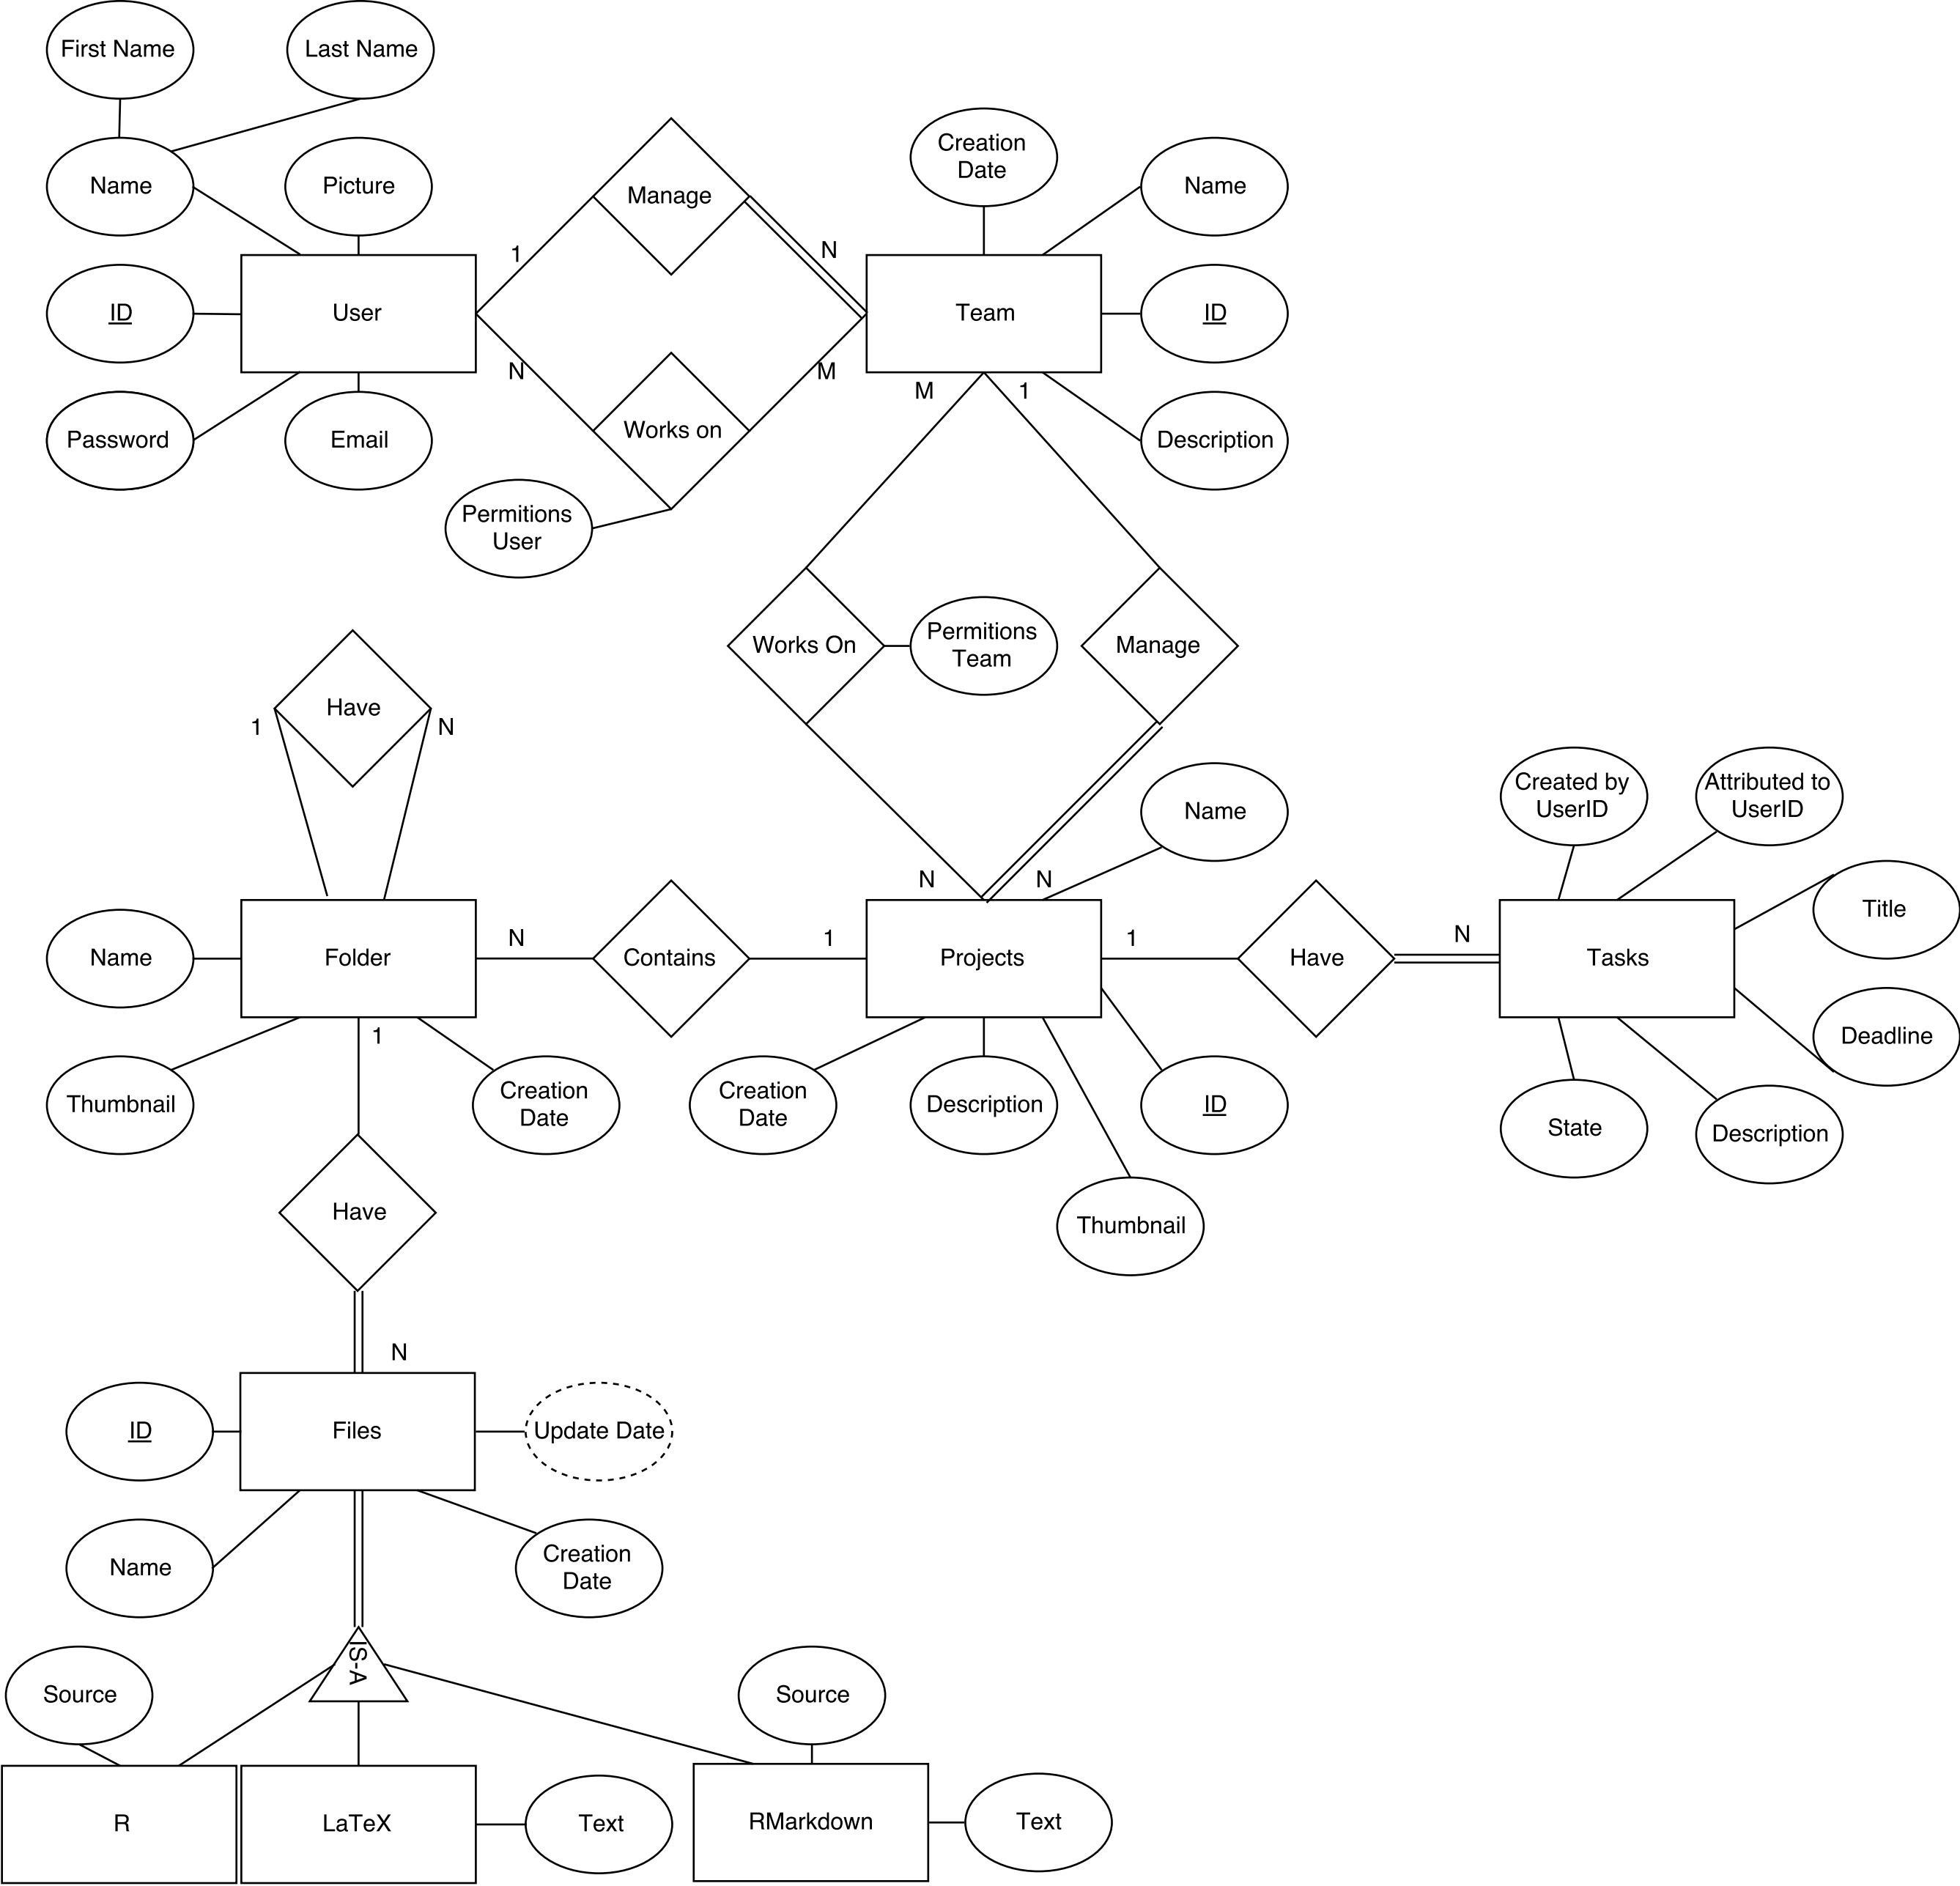 First Name
Last Name
Name
Picture
Manage
Creation
Date
Name
1
N
ID
User
Team
ID
N
M
M
1
Password
Email
Works on
Description
Permitions
User
Works On
Permitions
Team
Manage
Have
1
N
Created by
UserID
Attributed to
UserID
Name
N
N
Title
Name
Folder
N
Contains
1
Projects
1
Have
N
Tasks
1
Deadline
Thumbnail
Creation
Date
Creation
Date
Description
ID
State
Description
Have
Thumbnail
N
ID
Files
Update Date
Name
Creation
Date
IS-A
Source
Source
R
LaTeX
Text
RMarkdown
Text